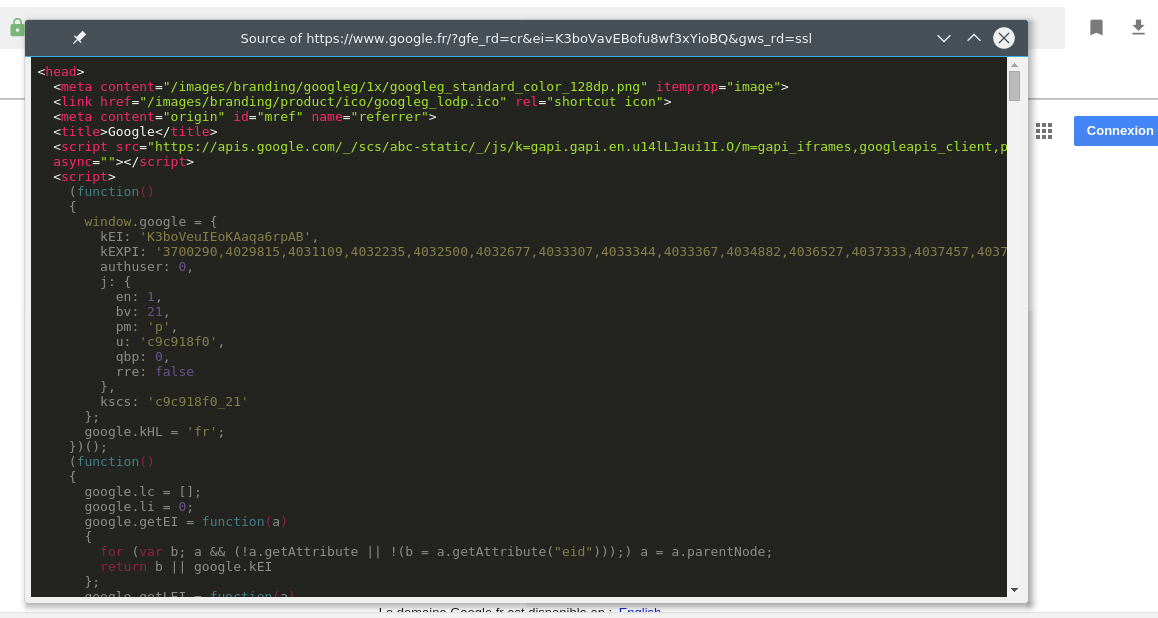 Source of https://www.google.fr/?gfe_rd=cr&ei=K3boVavEBofu8wf3xYioBQ&gws_rd=ssl
<head>
<meta content="/images/branding/googleg/1x/googleg_standard_color_128dp.png" itemprop="image">
<link href="/images/branding/product/ico/googleg_lodp.ico" rel="shortcut icon">
<meta content="origin" id="mref" name="referrer">
<title>Google</title>
<script src="https://apis.google.com/_/scs/abc-static/_/js/k=gapi.gapi.en.u14lLJaui1I.O/m=gapi_iframes,googleapis_client,p
async=""></script>
<script>
(function()
{
window.google = {
kEI: 'K3boVeuIEoKAaqa6rpAB',
kEXPI: '3700290,4029815,4031109,4032235,4032500,4032677,4033307,4033344,4033367,4034882,4036527,4037333,4037457,4037
authuser: 0,
j: {
en: 1,
bv: 21,
pm: 'p',
u: 'c9c918f0',
qbp: 0,
rre: false
},
kscs: 'c9c918f0_21'
};
google.kHL = 'fr';
})();
(function()
{
google.lc = [];
google.li = 0;
google.getEI = function(a)
{
for (var b; a && (!a.getAttribute || !(b = a.getAttribute("eid")));) a = a.parentNode;
return b || google.kEI
};
google.getLEI = function(a)
Connexion
Le domaine Google.fr est disponible en : English